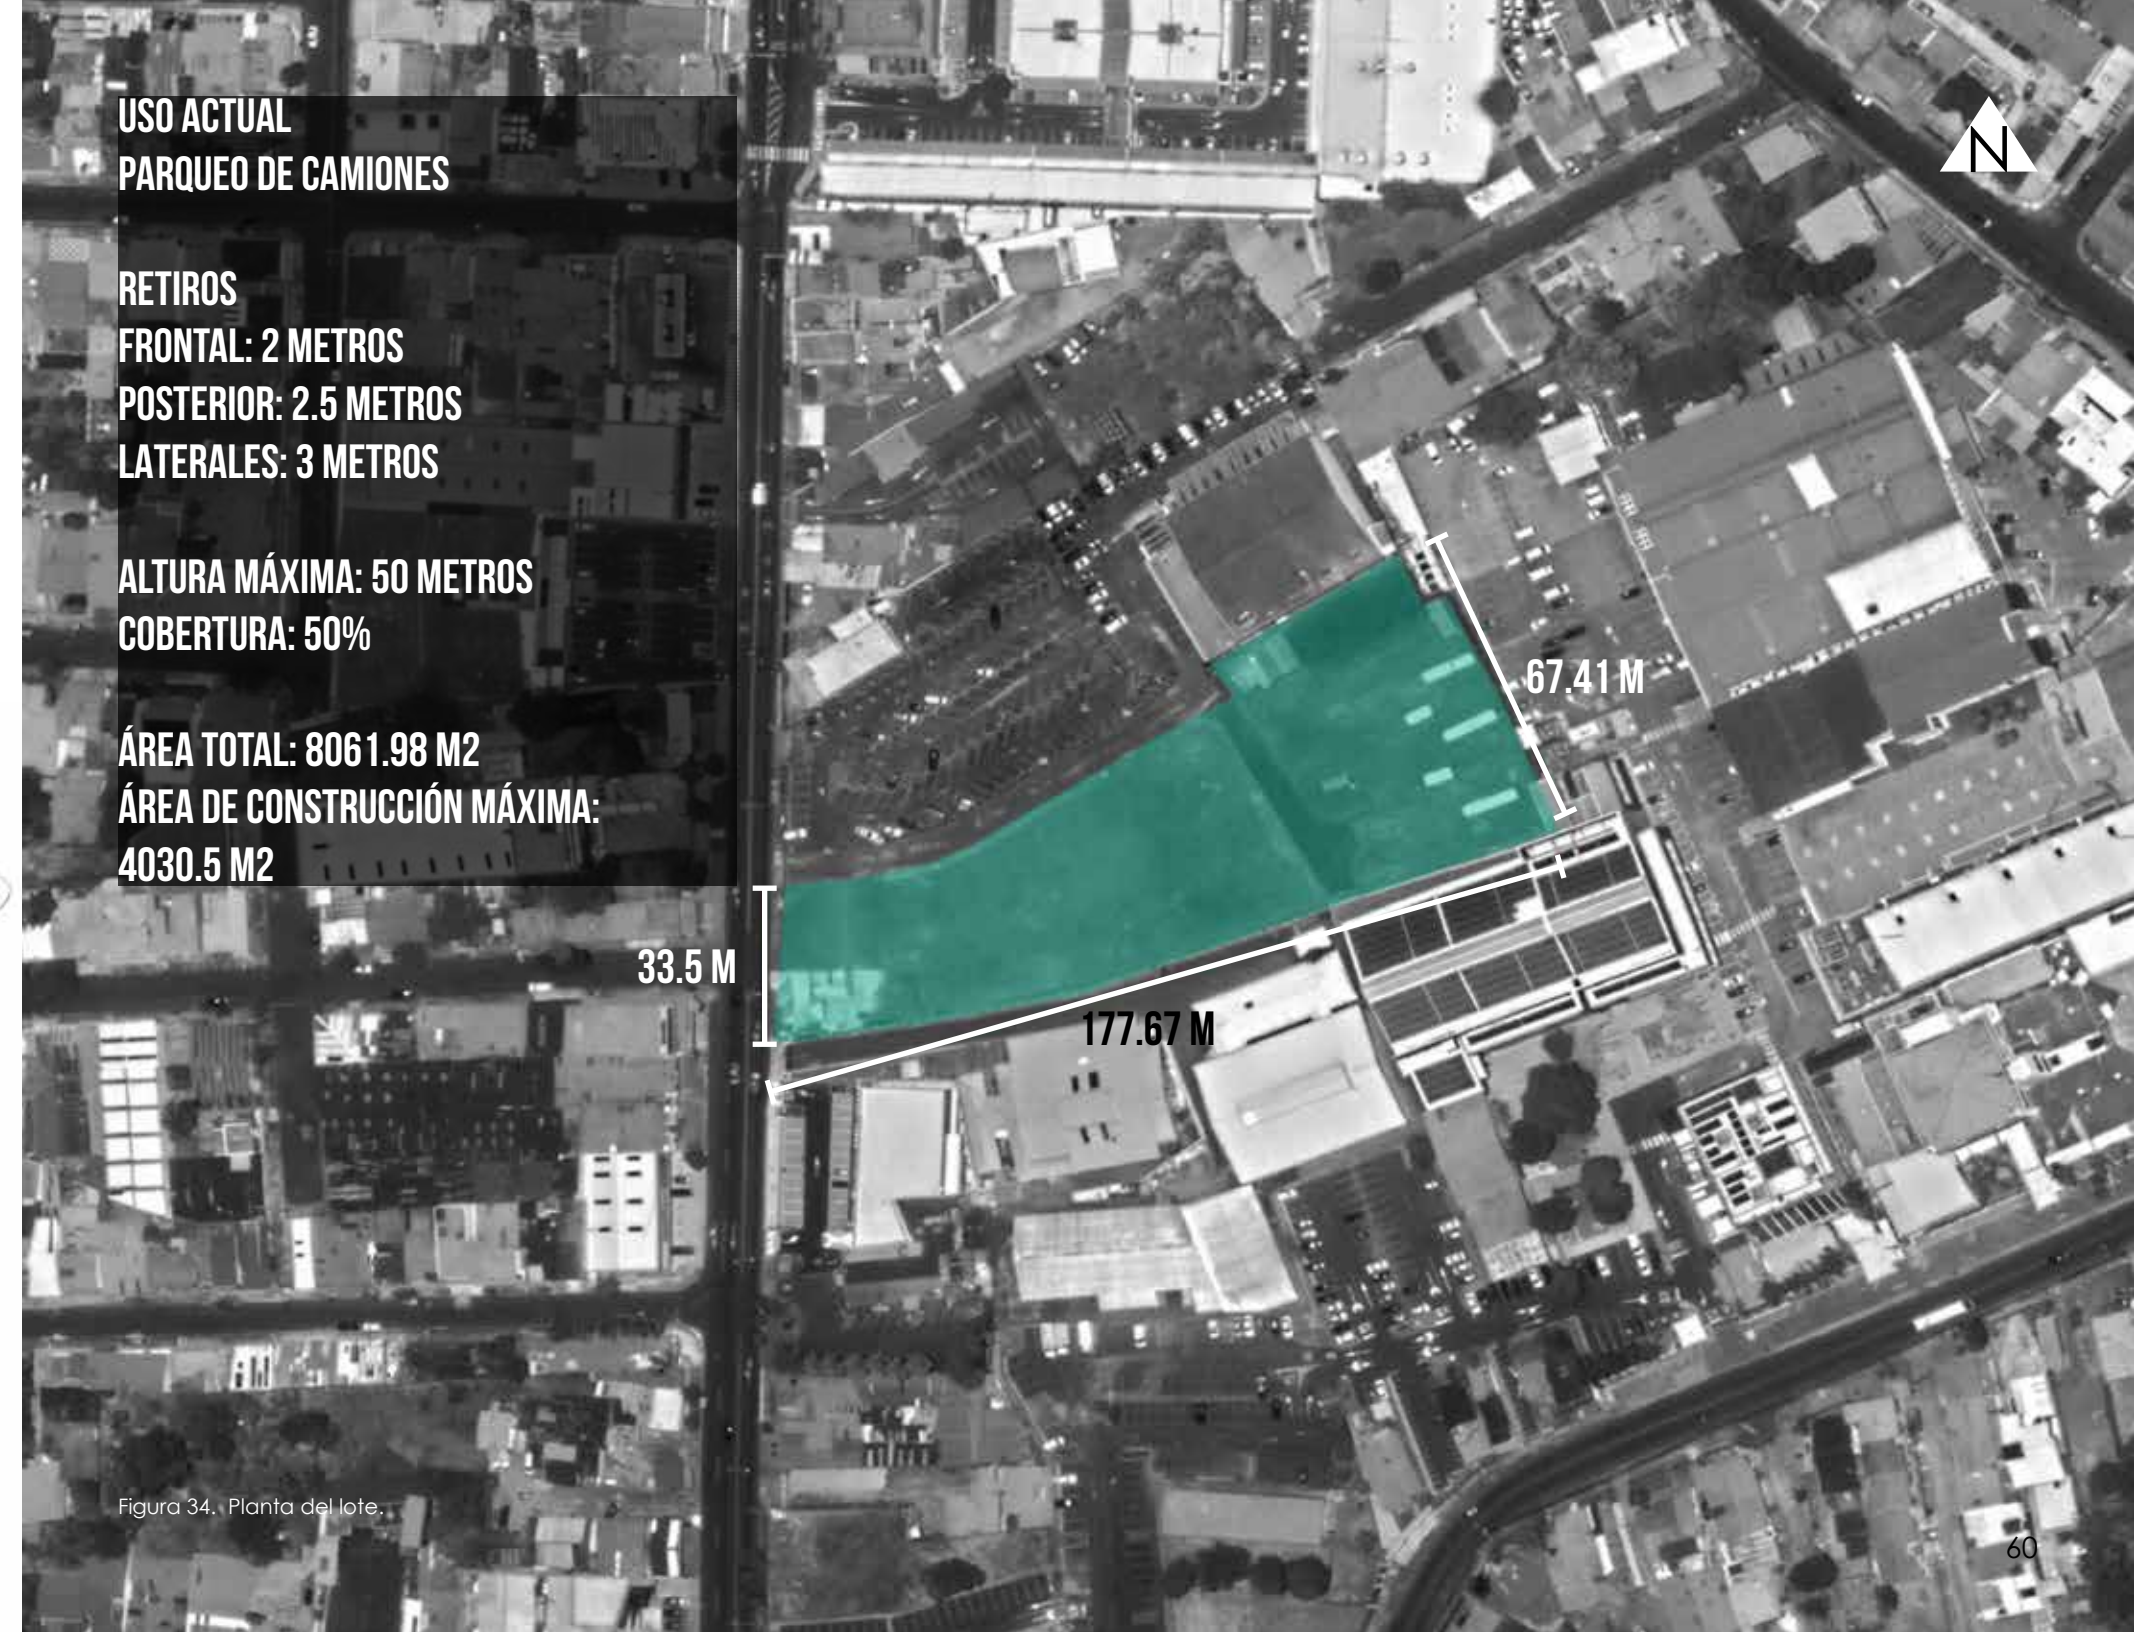 USO ACTUAL
PARQUEO DE CAMIONES
RETIROS
FRONTAL: 2 METROS
POSTERIOR: 2.5 METROS
LATERALES: 3 METROS
ALTURA MÁXIMA: 50 METROS
COBERTURA: 50%
ÁREA TOTAL: 8061.98 M2
ÁREA DE CONSTRUCCIÓN MÁXIMA:
4030.5 M2
N
67.41 M
33.5 M
177.67 M
Figura 34. Planta del lote.
60